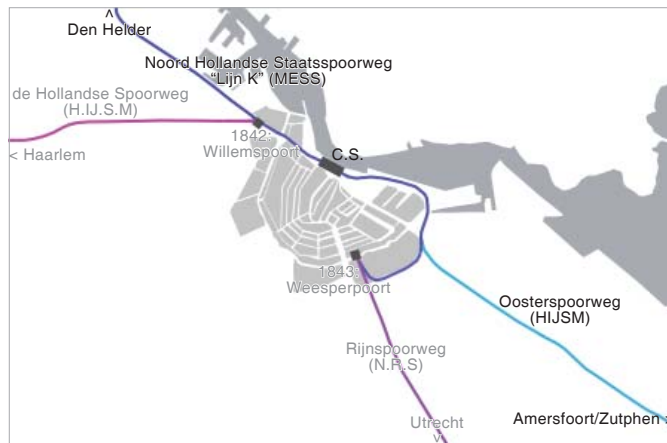 ^
Den Helder
Noord Hollandse Staatsspoorweg
“Lijn K” (MESS)
de Hollandse Spoorweg
(H.IJ.S.M)
1842:
Willemspoort
C.S.
< Haarlem
1843:
Weesperpoort
Oosterspoorweg
(HIJSM)
Rijnspoorweg
(N.R.S)
Utrecht
v
Amersfoort/Zutphen >